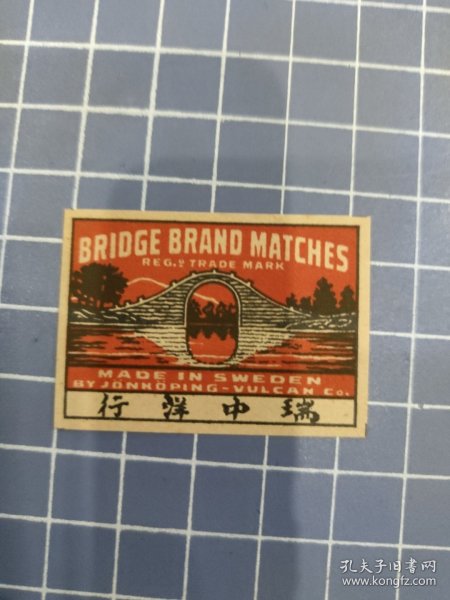 BRIDGE BRAND MATCHES
REG.D TRADE MARK
MADE IN SWEDEN
BY JÖNKÖPING-VULCAN Co.
瑞中洋行
孔夫子旧书网
www.kongfz.com